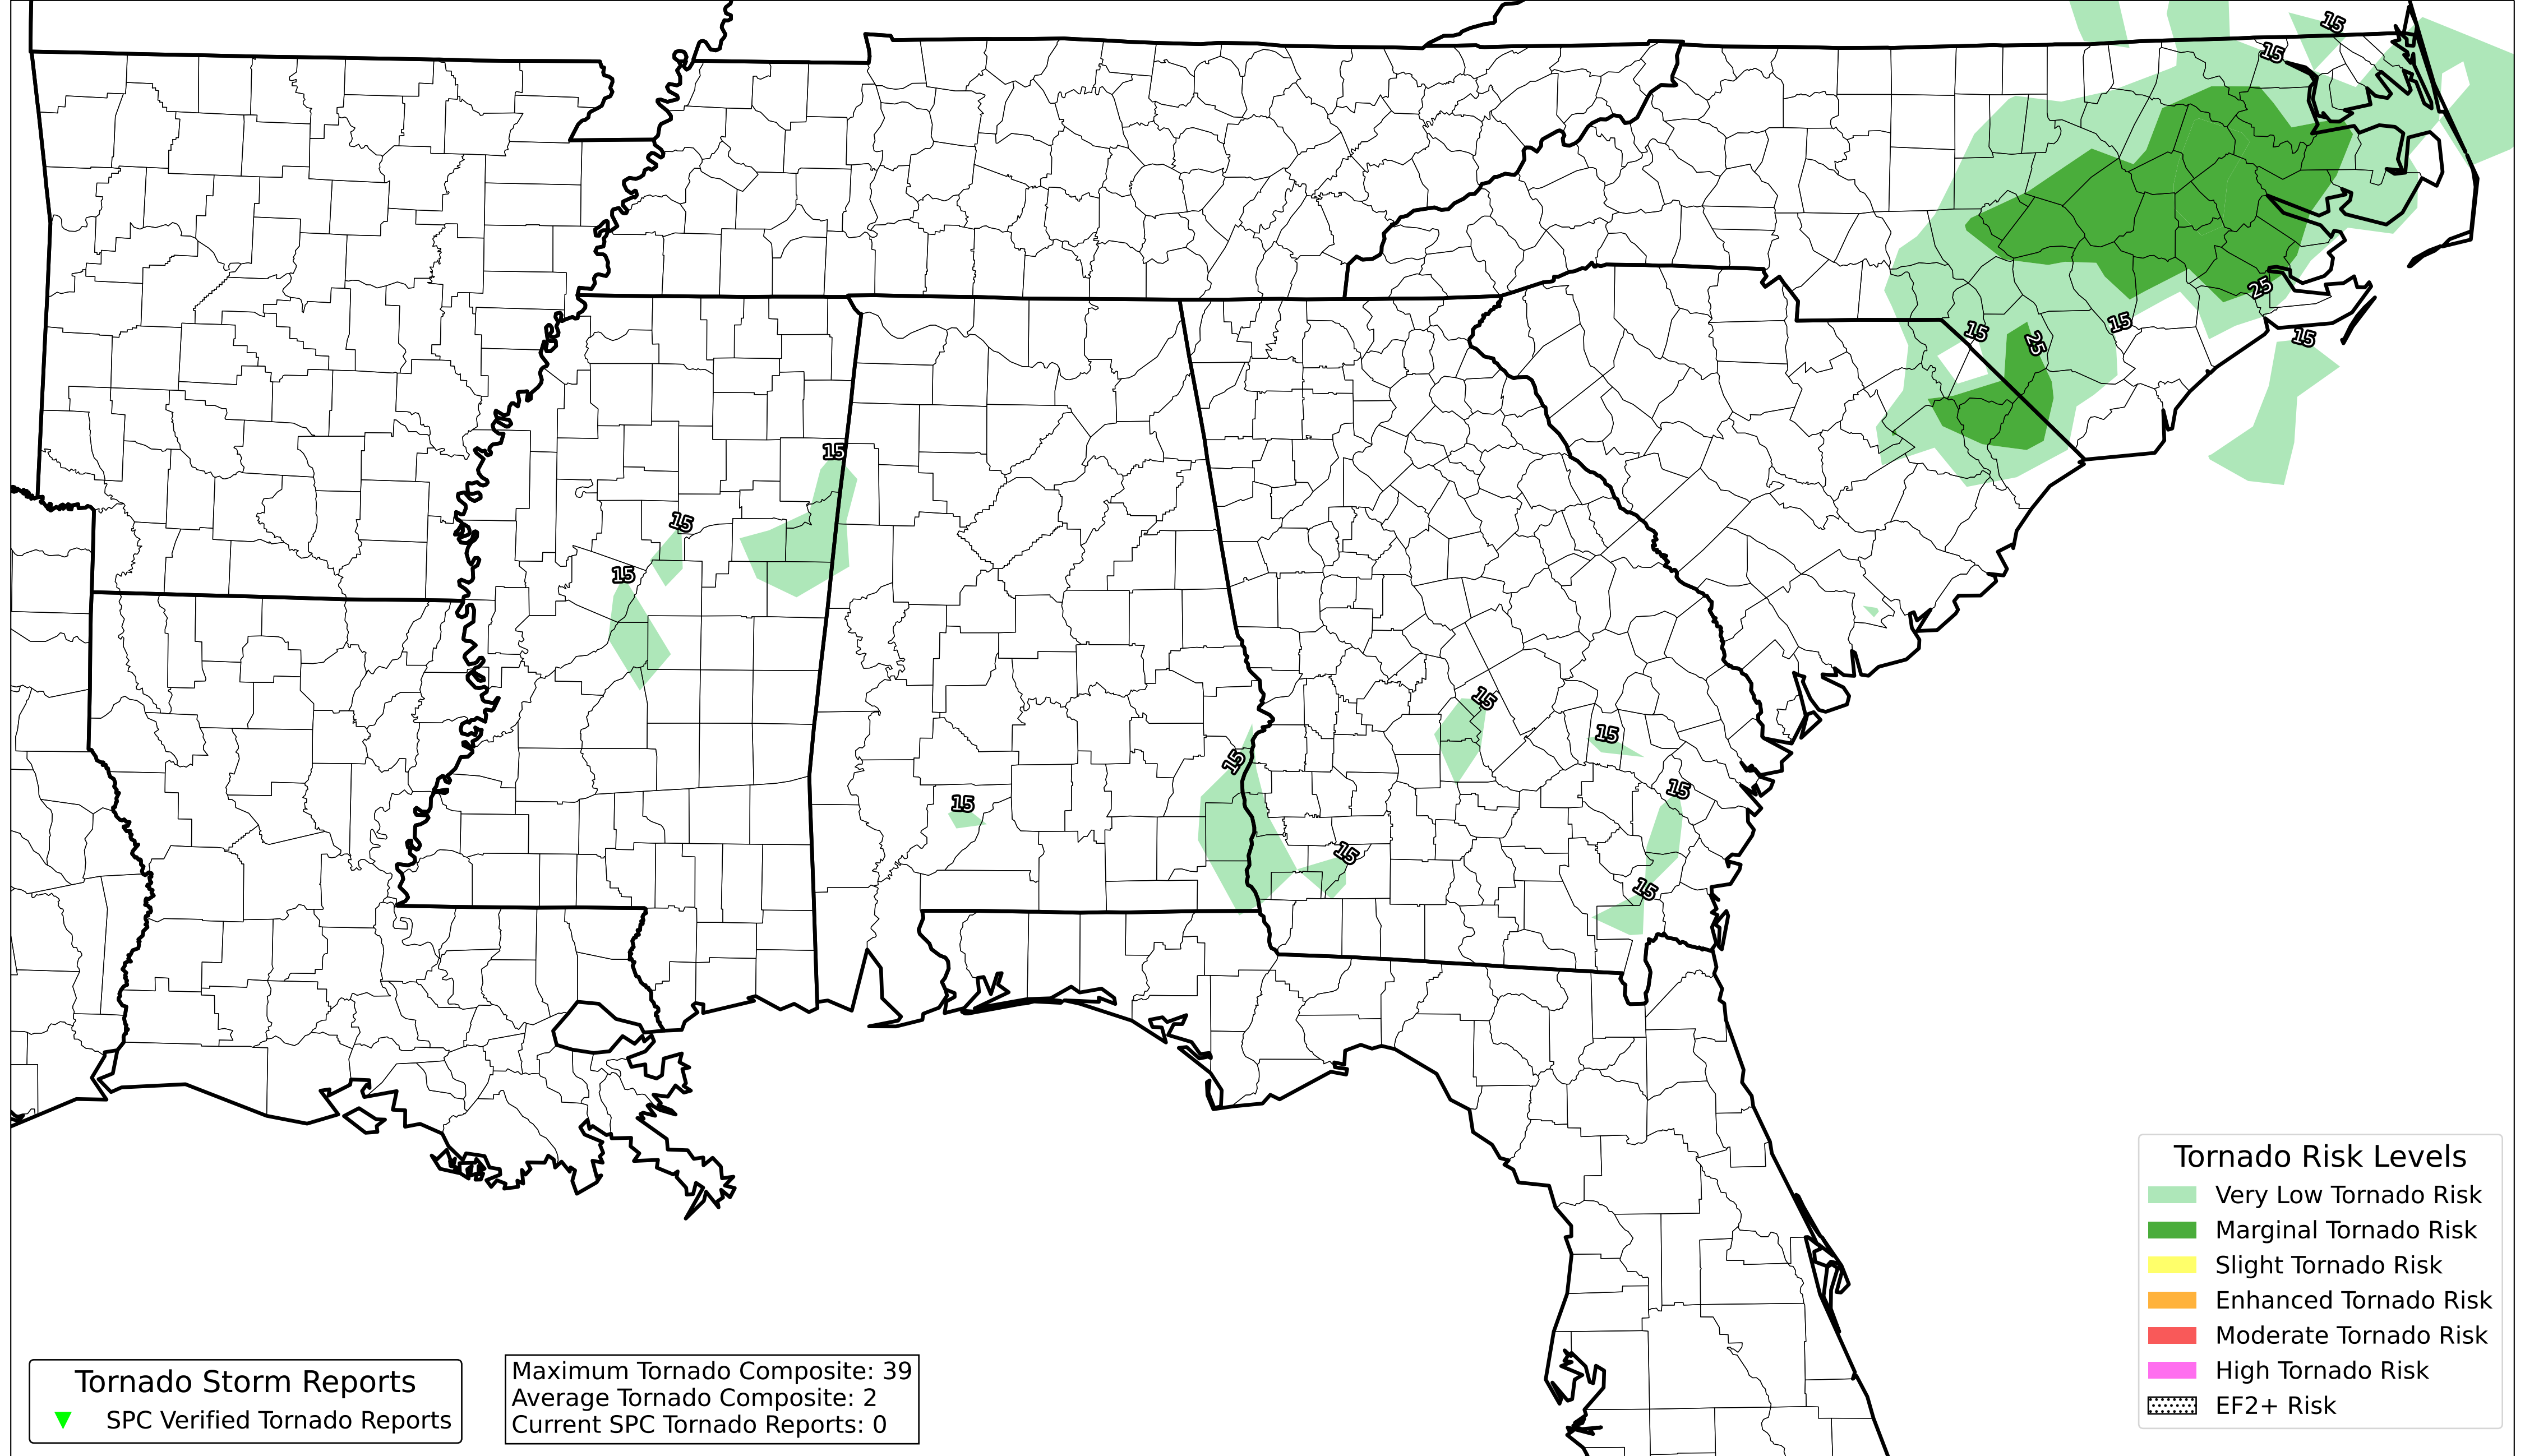 15
15
25
15
25
15
15
15
15
15
15
15
15
15
15
15
15
Tornado Risk Levels
Very Low Tornado Risk
Marginal Tornado Risk
Slight Tornado Risk
Enhanced Tornado Risk
Moderate Tornado Risk
High Tornado Risk
EF2+ Risk
Tornado Storm Reports
SPC Verified Tornado Reports
Maximum Tornado Composite: 39
Average Tornado Composite: 2
Current SPC Tornado Reports: 0